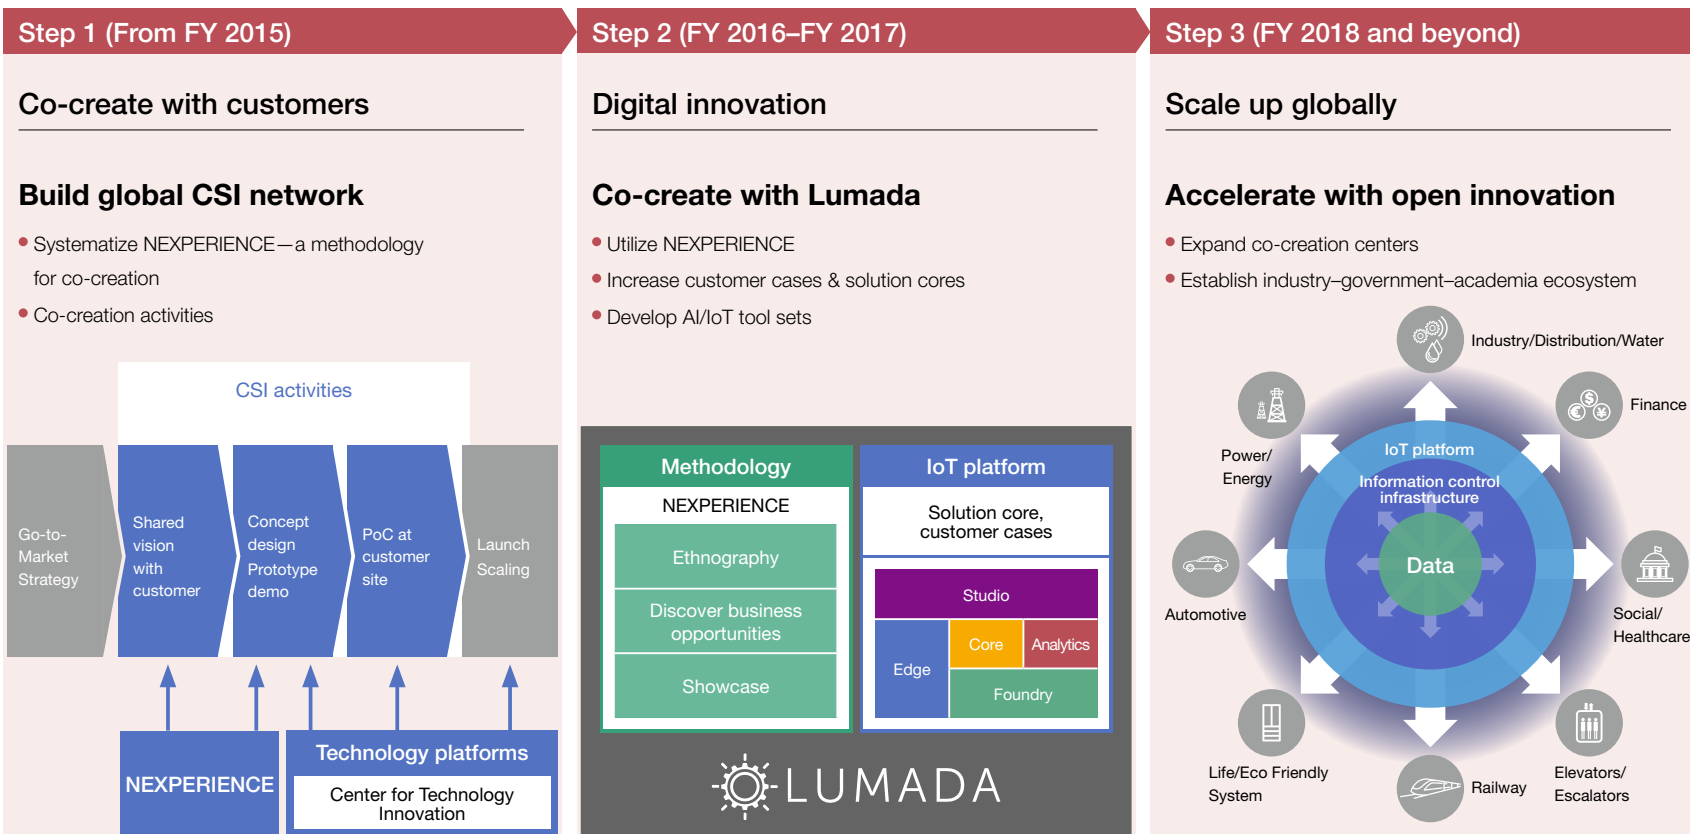 Step 1 (From FY 2015)
Co-create with customers
Build global CSI network
• Systematize NEXPERIENCE—a methodology
for co-creation
• Co-creation activities
CSI activities
Go-to-
Market
Strategy
Shared
vision
with
customer
Concept
design
Prototype
demo
PoC at
customer
site
Launch
Scaling
NEXPERIENCE
Technology platforms
Center for Technology
Innovation
Step 2 (FY 2016–FY 2017)
Digital innovation
Co-create with Lumada
• Utilize NEXPERIENCE
• Increase customer cases & solution cores
• Develop AI/IoT tool sets
Methodology
NEXPERIENCE
Ethnography
Discover business
opportunities
Showcase
IoT platform
Solution core,
customer cases
Studio
Edge
Core
Analytics
Foundry
LUMADA
Step 3 (FY 2018 and beyond)
Scale up globally
Accelerate with open innovation
• Expand co-creation centers
• Establish industry–government–academia ecosystem
Industry/Distribution/Water
$
€
¥
Finance
Power/
Energy
IoT platform
Information control
infrastructure
Data
Automotive
Social/
Healthcare
Life/Eco Friendly
System
Railway
Elevators/
Escalators